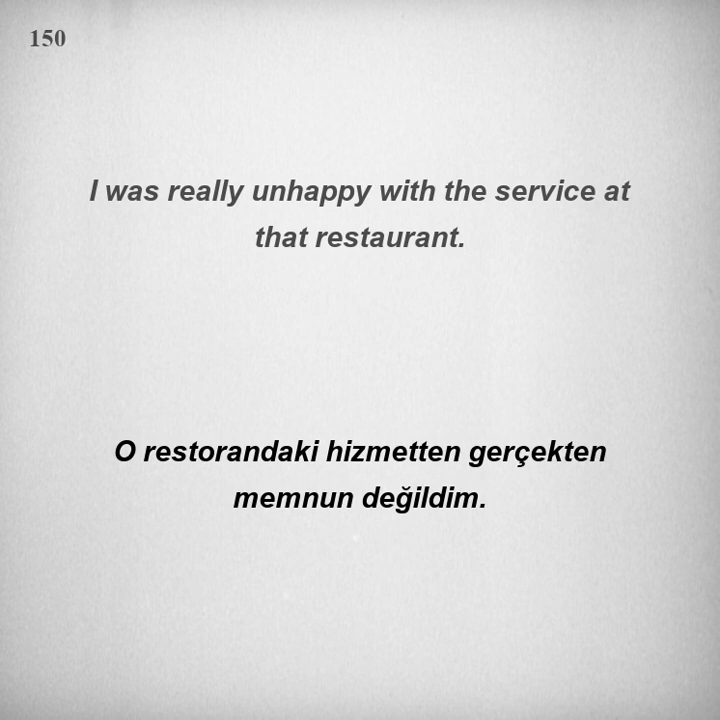 150
I was really unhappy with the service at
that restaurant.
O restorandaki hizmetten gerçekten
memnun değildim.